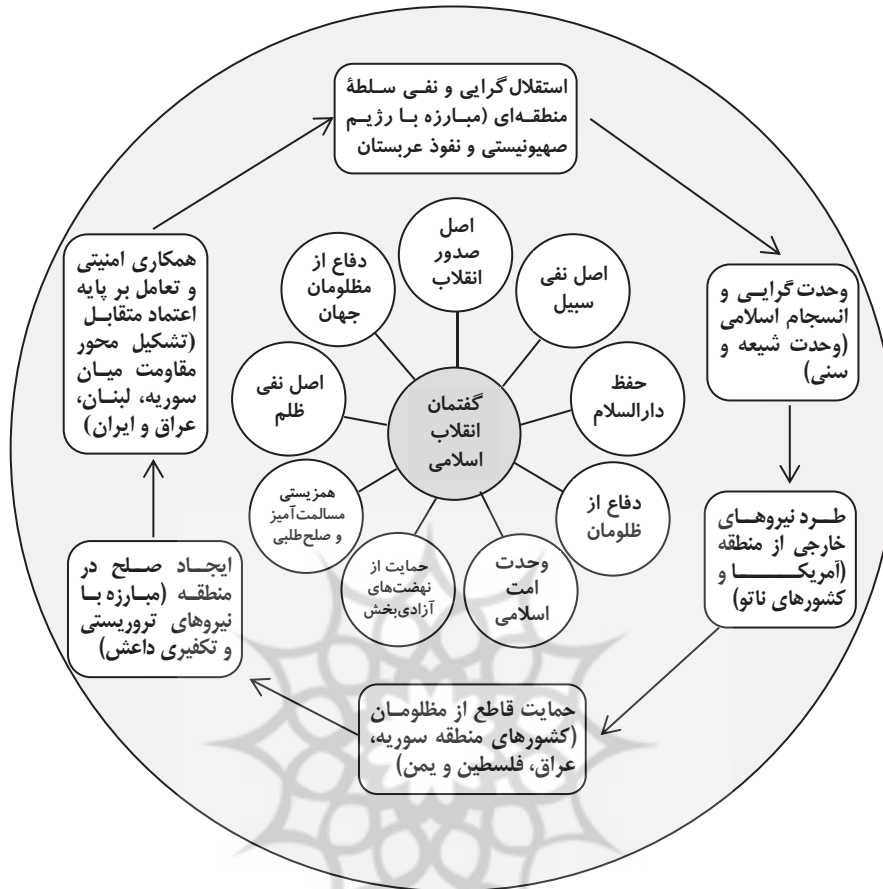 استقلال‌گرایی و نفی سلطهٔ
منطقه‌ای (مبارزه با رژیم
صهیونیستی و نفوذ عربستان
وحدت‌گرایی و
انسجام اسلامی
(وحدت شیعه و
سنی)
طرد نیروهای
خارجی از منطقه
(آمریکا و
کشورهای ناتو)
حمایت قاطع از مظلومان
(کشورهای منطقه سوریه،
عراق، فلسطین و یمن)
ایجاد صلح در
منطقه (مبارزه با
نیروهای تروریستی
و تکفیری داعش)
همکاری امنیتی
و تعامل بر پایه
اعتماد متقابل
(تشکیل محور
مقاومت میان
سوریه، لبنان،
عراق و ایران)
اصل
صدور
انقلاب
اصل نفی
سبیل
حفظ
دارالسلام
دفاع از
ظلومان
وحدت
امت
اسلامی
حمایت از
نهضت‌های
آزادی‌بخش
همزیستی
مسالمت‌آمیز
و صلح‌طلبی
اصل نفی
ظلم
دفاع از
مظلومان
جهان
گفتمان
انقلاب
اسلامی